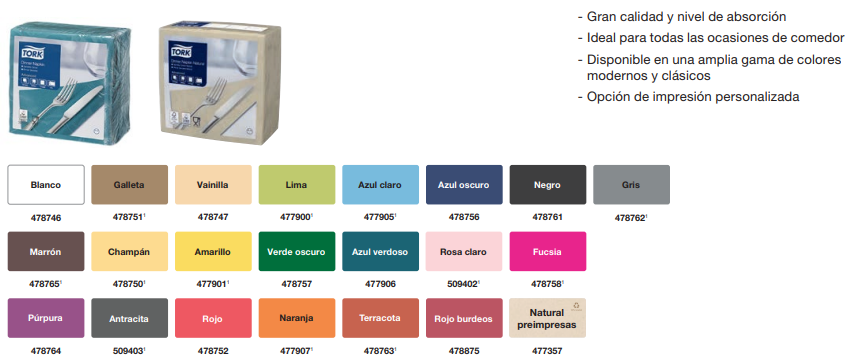 - Gran calidad y nivel de absorción
- Ideal para todas las ocasiones de comedor
- Disponible en una amplia gama de colores
modernos y clásicos
- Opción de impresión personalizada
TORK
TORK
Blanco
Galleta
Vainilla
Lima
Azul claro
Azul oscuro
Negro
Gris
478746
478751¹
478747
477900¹
477905¹
478756
478761
478762¹
Marrón
Champán
Amarillo
Verde oscuro
Azul verdoso
Rosa claro
Fucsia
478765¹
478750¹
477901¹
478757
477906
509402¹
478758¹
Púrpura
Antracita
Rojo
Naranja
Terracota
Rojo burdeos
Natural
preimpresas
478764
509403¹
478752
477907¹
478763¹
478875
477357